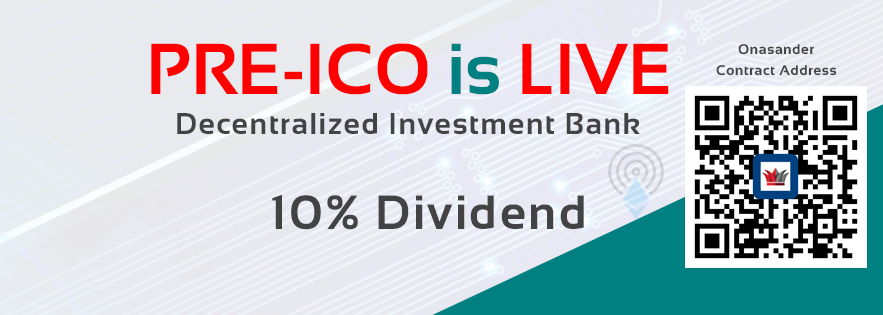 PRE-ICO is LIVE
Decentralized Investment Bank
10% Dividend
Onasander
Contract Address